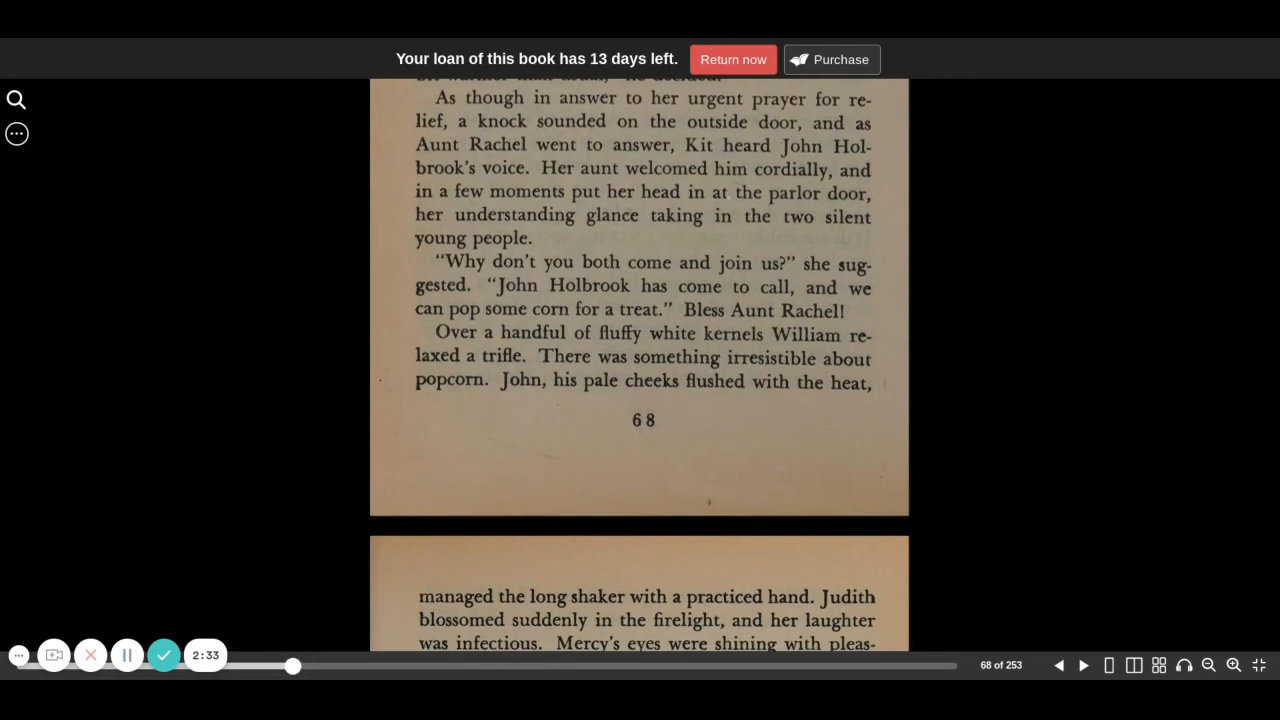 Your loan of this book has 13 days left. Return now Purchase
As though in answer to her urgent prayer for re-
lief, a knock sounded on the outside door, and as
Aunt Rachel went to answer, Kit heard John Hol-
brook's voice. Her aunt welcomed him cordially, and
in a few moments put her head in at the parlor door,
her understanding glance taking in the two silent
young people.
"Why don't you both come and join us?" she sug-
gested. "John Holbrook has come to call, and we
can pop some corn for a treat." Bless Aunt Rachel!
Over a handful of fluffy white kernels William re-
laxed a trifle. There was something irresistible about
popcorn. John, his pale cheeks flushed with the heat,
68
managed the long shaker with a practiced hand. Judith
blossomed suddenly in the firelight, and her laughter
was infectious. Mercy's eyes were shining with pleas-
2:33
68 of 253